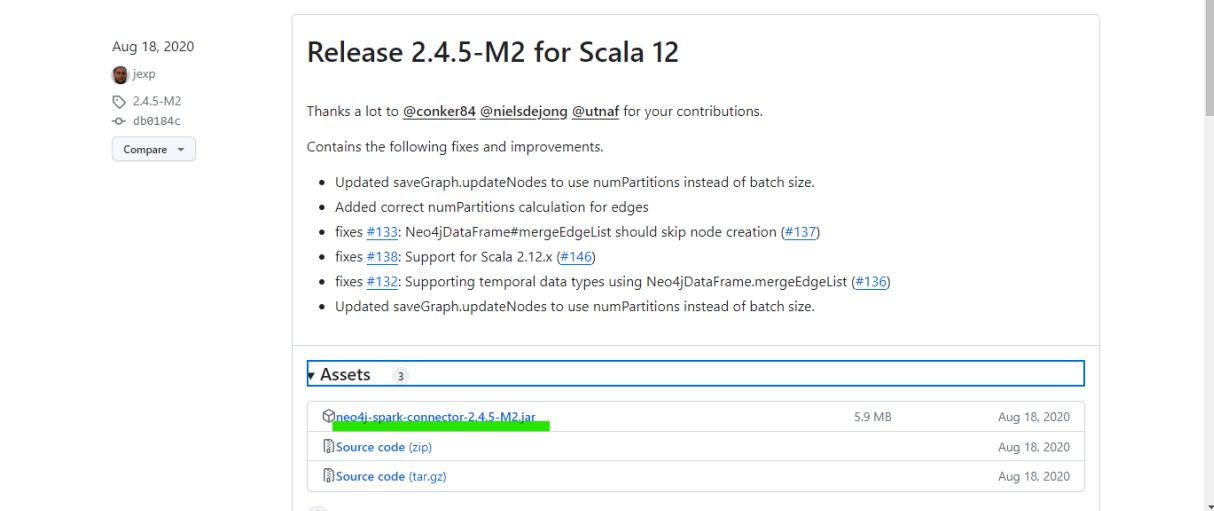 Aug 18, 2020
jexp
2.4.5-M2
db0184c
Compare
Release 2.4.5-M2 for Scala 12
Thanks a lot to @conker84 @nielsdejong @utnaf for your contributions.
Contains the following fixes and improvements.
Updated saveGraph.updateNodes to use numPartitions instead of batch size.
Added correct numPartitions calculation for edges
fixes #133: Neo4jDataFrame#mergeEdgeList should skip node creation (#137)
fixes #138: Support for Scala 2.12.x (#146)
fixes #132: Supporting temporal data types using Neo4jDataFrame.mergeEdgeList (#136)
Updated saveGraph.updateNodes to use numPartitions instead of batch size.
Assets 3
neo4j-spark-connector-2.4.5-M2.jar 5.9 MB Aug 18, 2020
Source code (zip) Aug 18, 2020
Source code (tar.gz) Aug 18, 2020